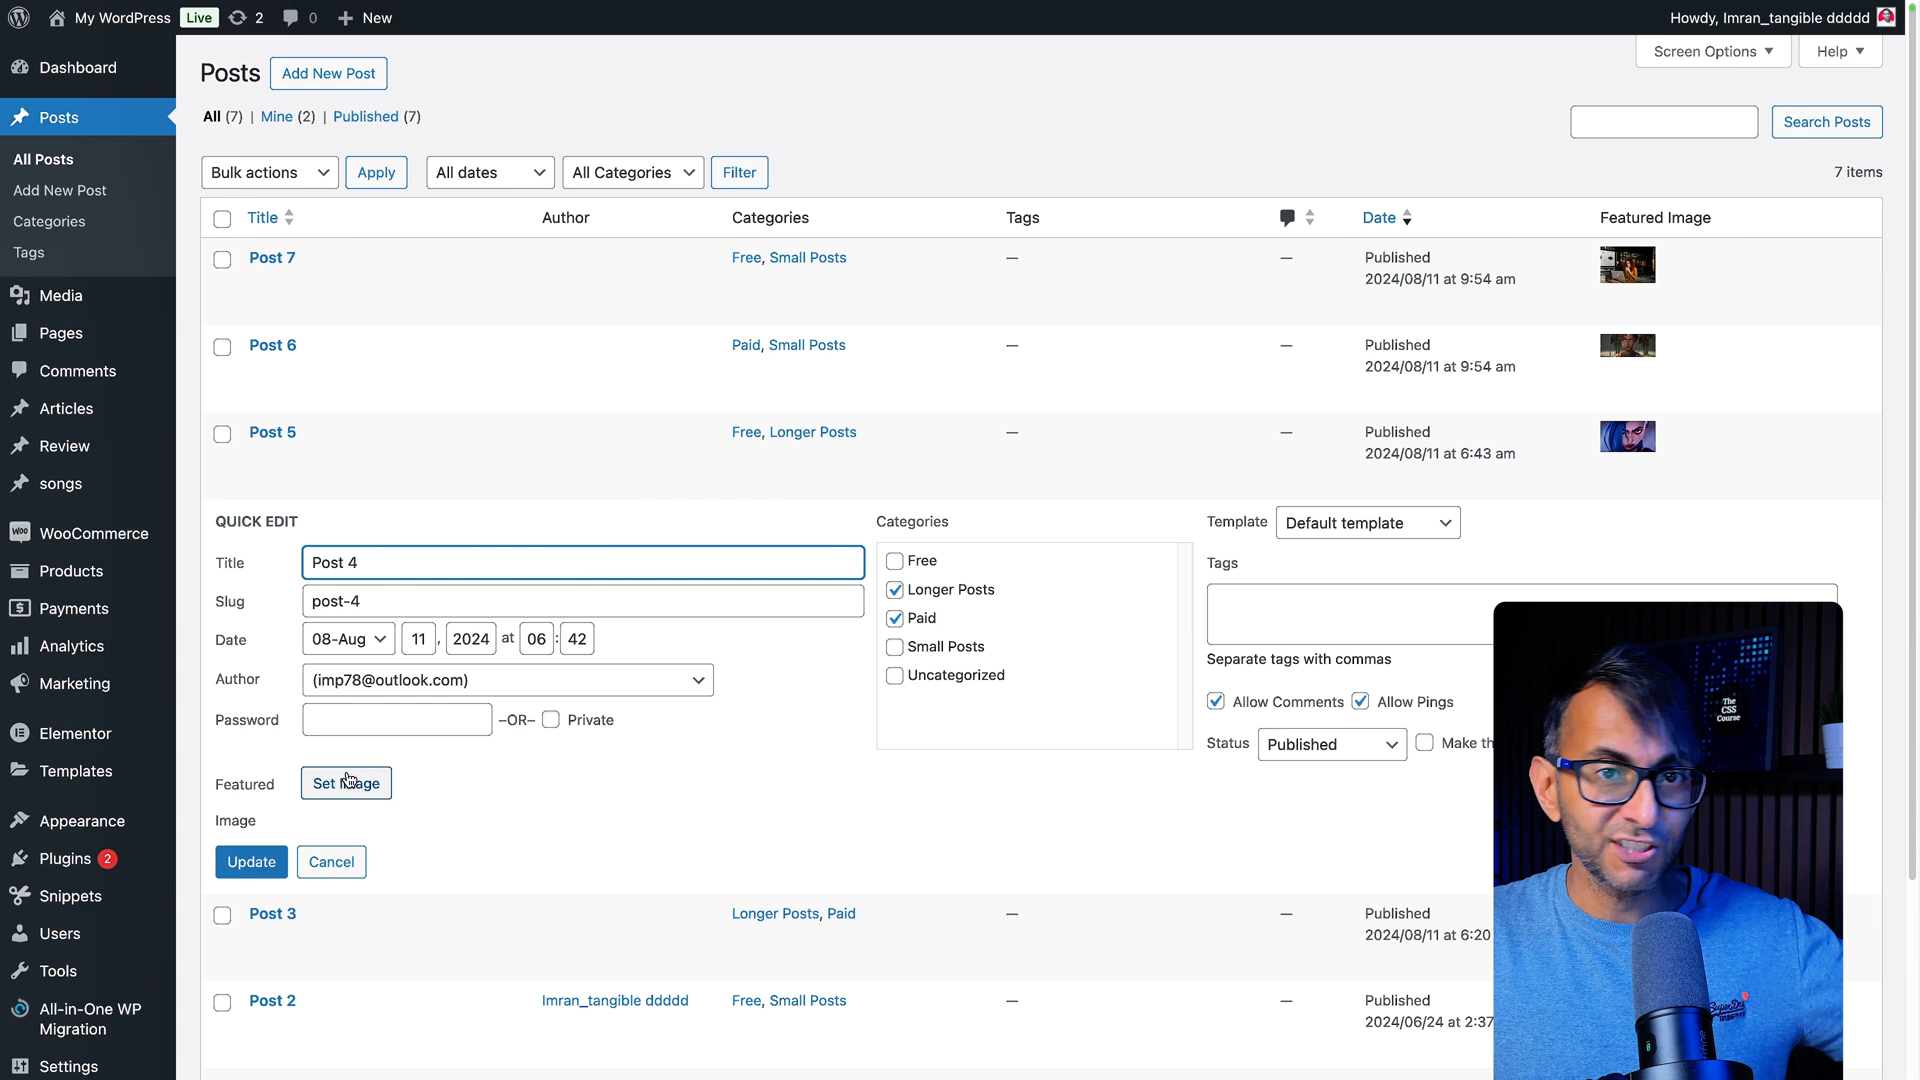 My WordPress Live 2 0 New Howdy, Imran_tangible ddddd
Screen Options Help
Dashboard
Posts
All Posts
Add New Post
Categories
Tags
Media
Pages
Comments
Articles
Review
songs
WooCommerce
Products
Payments
Analytics
Marketing
Elementor
Templates
Appearance
Plugins 2
Snippets
Users
Tools
All-in-One WP
Migration
Settings
Posts Add New Post
All (7) | Mine (2) | Published (7)
Search Posts
Bulk actions Apply All dates All Categories Filter 7 items
Title Author Categories Tags Date Featured Image
Post 7 Free, Small Posts — — Published
2024/08/11 at 9:54 am
Post 6 Paid, Small Posts — — Published
2024/08/11 at 9:54 am
Post 5 Free, Longer Posts — — Published
2024/08/11 at 6:43 am
QUICK EDIT
Title Post 4
Slug post-4
Date 08-Aug 11 , 2024 at 06 : 42
Author (imp78@outlook.com)
Password –OR– Private
Featured
Image
Set Image
Update Cancel
Categories
Free
Longer Posts
Paid
Small Posts
Uncategorized
Template Default template
Tags
Separate tags with commas
Allow Comments Allow Pings
Status Published Make th
The
CSS
Course
Post 3 Longer Posts, Paid — — Published
2024/08/11 at 6:20
Post 2 Imran_tangible ddddd Free, Small Posts — — Published
2024/06/24 at 2:37